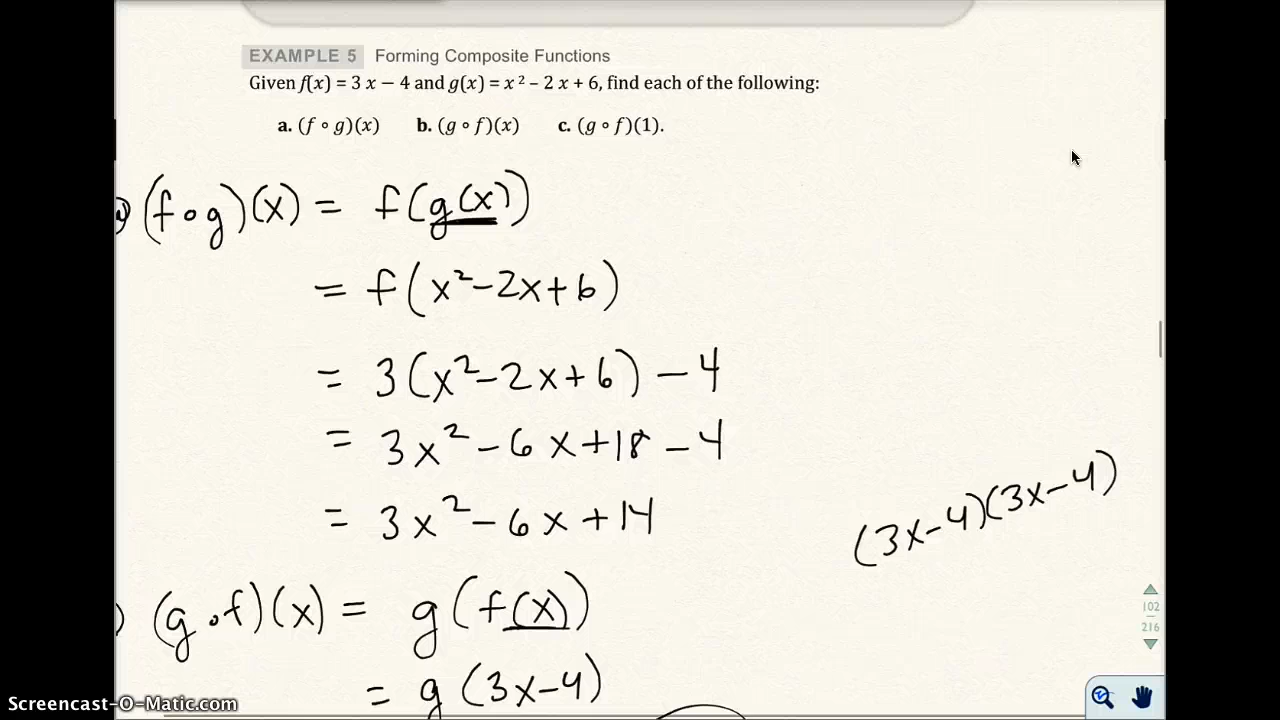 EXAMPLE 5 Forming Composite Functions
Given f(x) = 3 x − 4 and g(x) = x² − 2 x + 6, find each of the following:
a. (f ∘ g)(x) b. (g ∘ f)(x) c. (g ∘ f)(1).
(f∘g)(x) = f(g(x))
= f(x²−2x+6)
= 3(x²−2x+6) − 4
= 3x² − 6x + 18 − 4
= 3x² − 6x + 14
(3x−4)(3x−4)
) (g∘f)(x) = g(f(x))
= g(3x−4)
102
216
Screencast-O-Matic.com